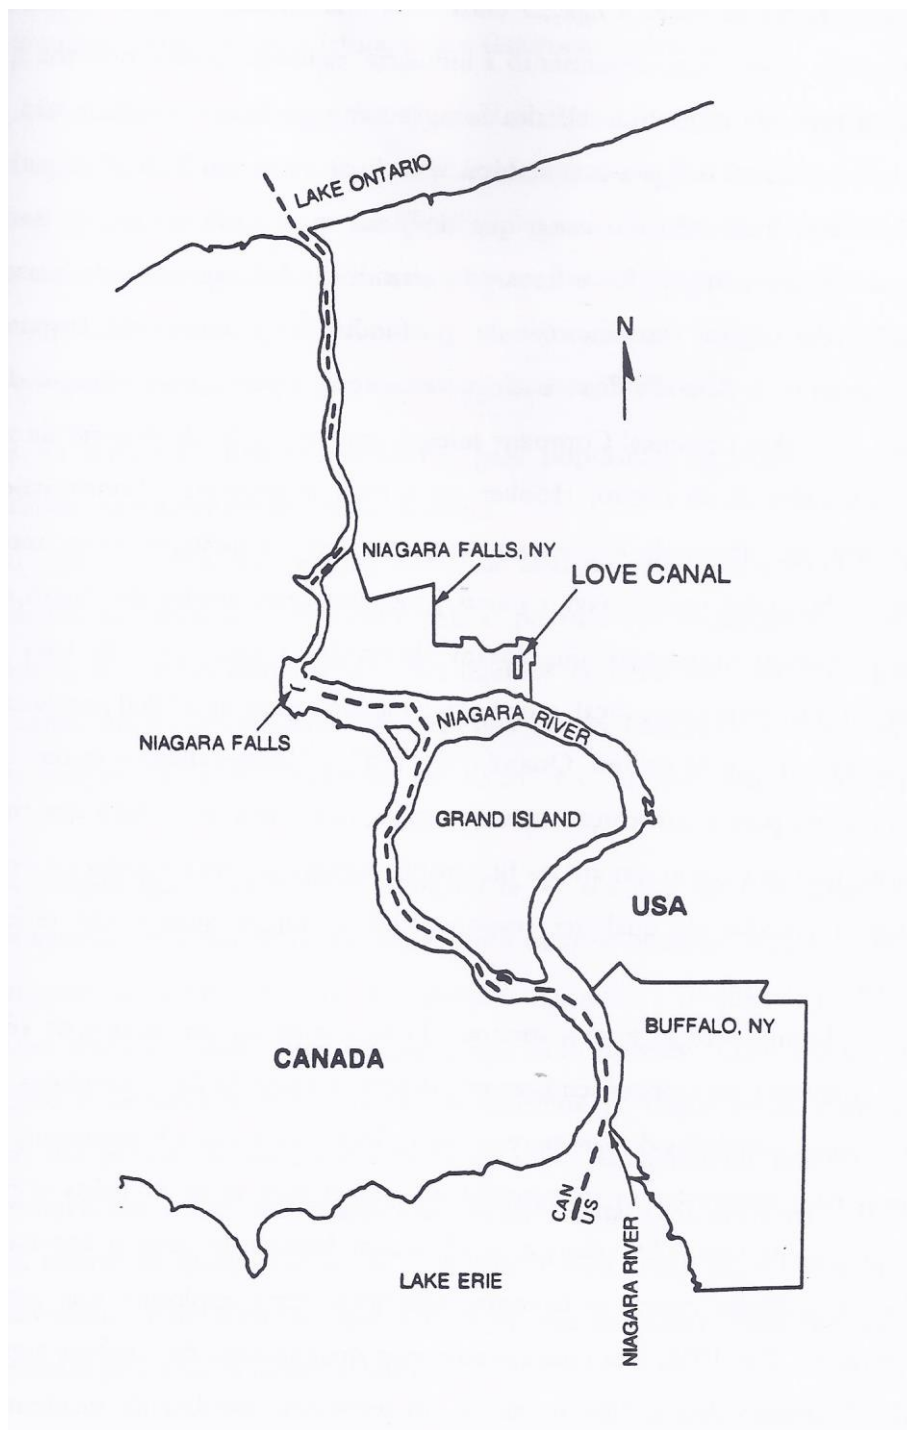 LAKE ONTARIO
N
NIAGARA FALLS, NY
LOVE CANAL
NIAGARA RIVER
NIAGARA FALLS
GRAND ISLAND
USA
BUFFALO, NY
CANADA
CAN
US
NIAGARA RIVER
LAKE ERIE